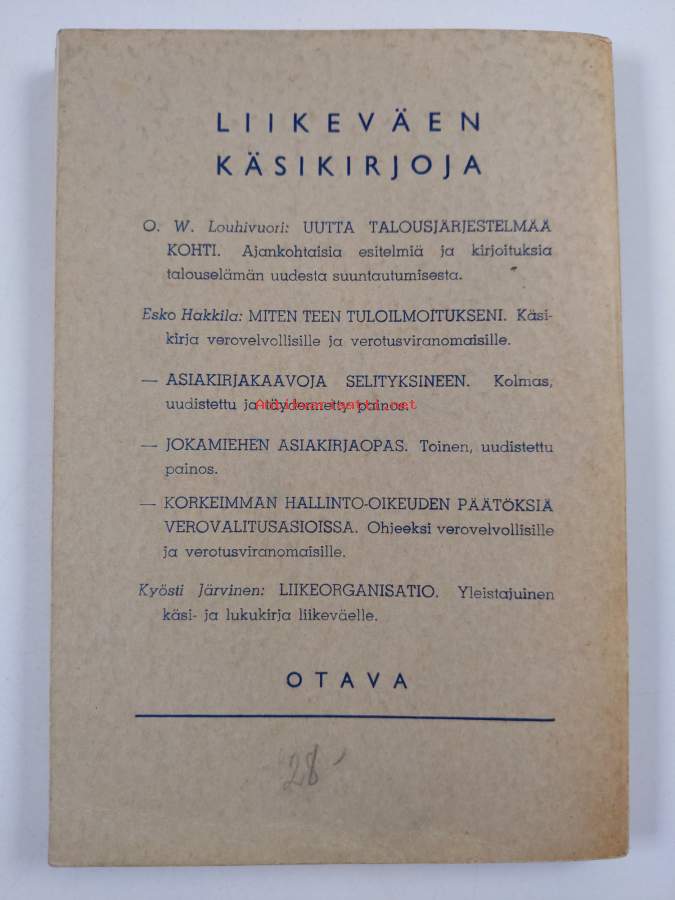 LIIKEVÄEN
KÄSIKIRJOJA
O. W. Louhivuori: UUTTA TALOUSJÄRJESTELMÄÄ
KOHTI. Ajankohtaisia esitelmiä ja kirjoituksia
talouselämän uudesta suuntautumisesta.
Esko Hakkila: MITEN TEEN TULOILMOITUKSENI. Käsi-
kirja verovelvollisille ja verotusviranomaisille.
— ASIAKIRJAKAAVOJA SELITYKSINEEN. Kolmas,
uudistettu ja täydennetty painos.
— JOKAMIEHEN ASIAKIRJAOPAS. Toinen, uudistettu
painos.
— KORKEIMMAN HALLINTO-OIKEUDEN PÄÄTÖKSIÄ
VEROVALITUSASIOISSA. Ohjeeksi verovelvollisille
ja verotusviranomaisille.
Kyösti Järvinen: LIIKEORGANISATIO. Yleistajuinen
käsi- ja lukukirja liikeväelle.
OTAVA
28